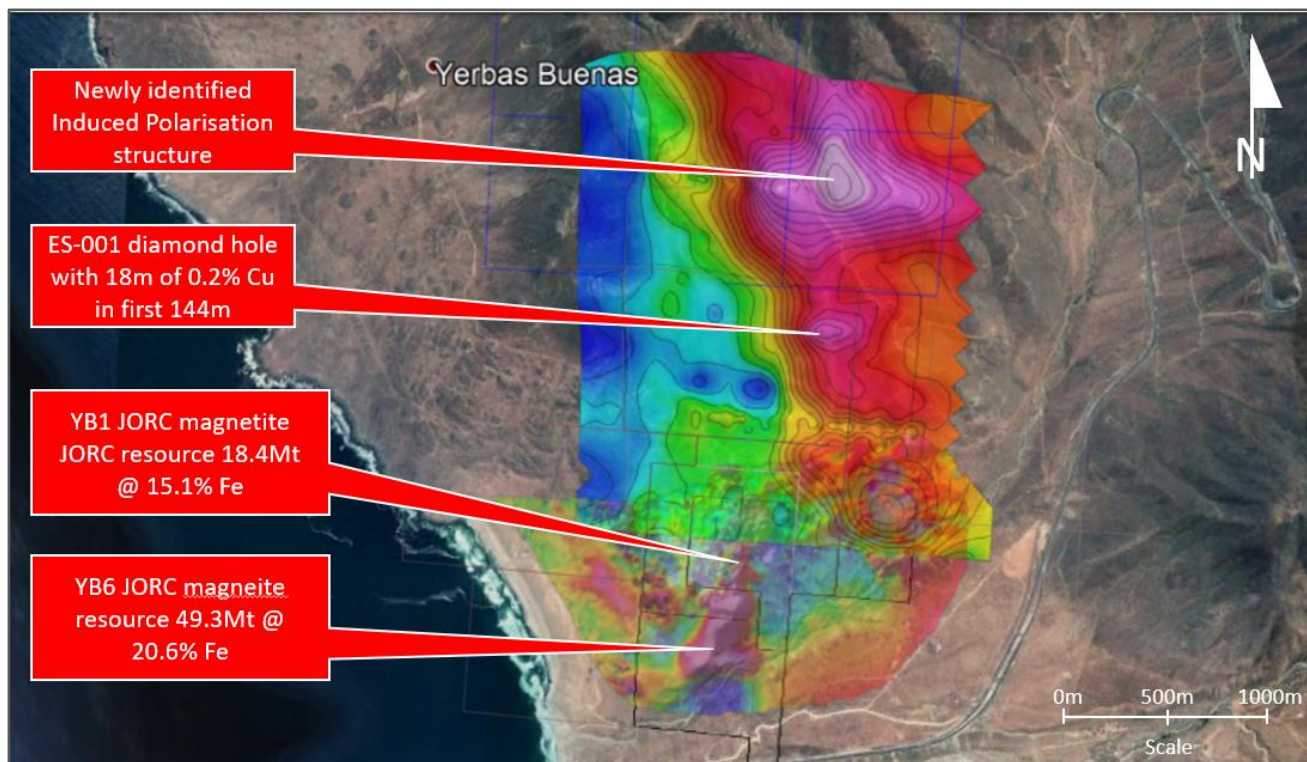 Yerbas Buenas
Newly identified
Induced Polarisation
structure
N
ES-001 diamond hole
with 18m of 0.2% Cu
in first 144m
YB1 JORC magnetite
JORC resource 18.4Mt
@ 15.1% Fe
YB6 JORC magneite
resource 49.3Mt @
20.6% Fe
0m 500m 1000m
Scale